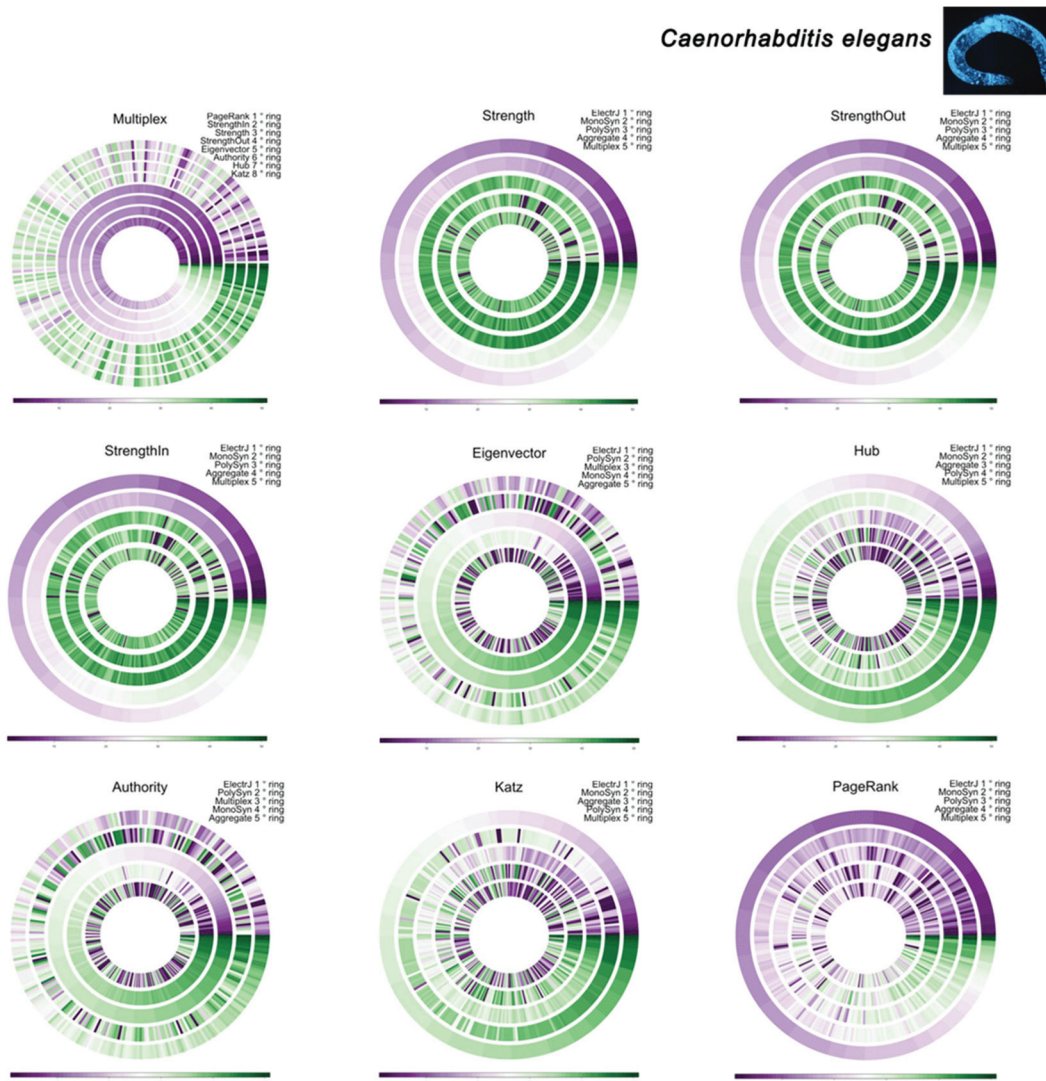 Caenorhabditis elegans
Multiplex
PageRank 1 ° ring
StrengthIn 2 ° ring
Strength 3 ° ring
StrengthOut 4 ° ring
Eigenvector 5 ° ring
Authority 6 ° ring
Hub 7 ° ring
Katz 8 ° ring
Strength
ElectrJ 1 ° ring
MonoSyn 2 ° ring
PolySyn 3 ° ring
Aggregate 4 ° ring
Multiplex 5 ° ring
StrengthOut
ElectrJ 1 ° ring
MonoSyn 2 ° ring
PolySyn 3 ° ring
Aggregate 4 ° ring
Multiplex 5 ° ring
StrengthIn
ElectrJ 1 ° ring
MonoSyn 2 ° ring
PolySyn 3 ° ring
Aggregate 4 ° ring
Multiplex 5 ° ring
Eigenvector
ElectrJ 1 ° ring
PolySyn 2 ° ring
Multiplex 3 ° ring
MonoSyn 4 ° ring
Aggregate 5 ° ring
Hub
ElectrJ 1 ° ring
MonoSyn 2 ° ring
Aggregate 3 ° ring
PolySyn 4 ° ring
Multiplex 5 ° ring
Authority
ElectrJ 1 ° ring
PolySyn 2 ° ring
Multiplex 3 ° ring
MonoSyn 4 ° ring
Aggregate 5 ° ring
Katz
ElectrJ 1 ° ring
MonoSyn 2 ° ring
Aggregate 3 ° ring
PolySyn 4 ° ring
Multiplex 5 ° ring
PageRank
ElectrJ 1 ° ring
MonoSyn 2 ° ring
PolySyn 3 ° ring
Aggregate 4 ° ring
Multiplex 5 ° ring